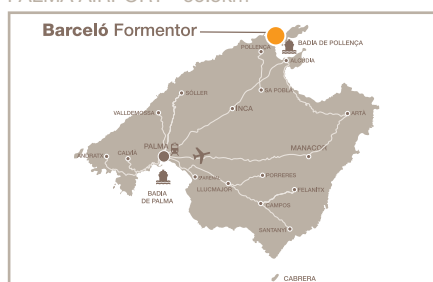 Barceló Formentor
POLLENÇA
BADIA DE POLLENÇA
ALCÚDIA
SÓLLER
SA POBLA
VALLDEMOSSA
INCA
ARTÀ
PALMA
CALVIÀ
ANDRATX
MANACOR
S'ARENAL
PORRERES
LLUCMAJOR
FELANITX
BADIA
DE PALMA
CAMPOS
SANTANYÍ
CABRERA